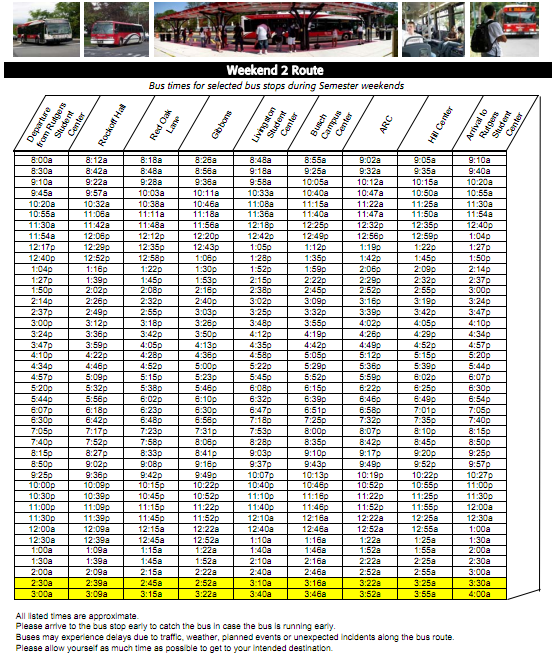 Weekend 2 Route
Bus times for selected bus stops during Semester weekends
Departure from Rutgers Student Center Rockoff Hall Red Oak Lane Gibbons Livingston Student Center Busch Campus Center ARC Hill Center Arrival to Rutgers Student Center
8:00a 8:12a 8:18a 8:26a 8:48a 8:55a 9:02a 9:05a 9:10a
8:30a 8:42a 8:48a 8:56a 9:18a 9:25a 9:32a 9:35a 9:40a
9:10a 9:22a 9:28a 9:36a 9:58a 10:05a 10:12a 10:15a 10:20a
9:45a 9:57a 10:03a 10:11a 10:33a 10:40a 10:47a 10:50a 10:55a
10:20a 10:32a 10:38a 10:46a 11:08a 11:15a 11:22a 11:25a 11:30a
10:55a 11:06a 11:11a 11:18a 11:36a 11:40a 11:47a 11:50a 11:54a
11:30a 11:42a 11:48a 11:56a 12:18p 12:25p 12:32p 12:35p 12:40p
11:54a 12:06p 12:12p 12:20p 12:42p 12:49p 12:56p 12:59p 1:04p
12:17p 12:29p 12:35p 12:43p 1:05p 1:12p 1:19p 1:22p 1:27p
12:40p 12:52p 12:58p 1:06p 1:28p 1:35p 1:42p 1:45p 1:50p
1:04p 1:16p 1:22p 1:30p 1:52p 1:59p 2:06p 2:09p 2:14p
1:27p 1:39p 1:45p 1:53p 2:15p 2:22p 2:29p 2:32p 2:37p
1:50p 2:02p 2:08p 2:16p 2:38p 2:45p 2:52p 2:55p 3:00p
2:14p 2:26p 2:32p 2:40p 3:02p 3:09p 3:16p 3:19p 3:24p
2:37p 2:49p 2:55p 3:03p 3:25p 3:32p 3:39p 3:42p 3:47p
3:00p 3:12p 3:18p 3:26p 3:48p 3:55p 4:02p 4:05p 4:10p
3:24p 3:36p 3:42p 3:50p 4:12p 4:19p 4:26p 4:29p 4:34p
3:47p 3:59p 4:05p 4:13p 4:35p 4:42p 4:49p 4:52p 4:57p
4:10p 4:22p 4:28p 4:36p 4:58p 5:05p 5:12p 5:15p 5:20p
4:34p 4:46p 4:52p 5:00p 5:22p 5:29p 5:36p 5:39p 5:44p
4:57p 5:09p 5:15p 5:23p 5:45p 5:52p 5:59p 6:02p 6:07p
5:20p 5:32p 5:38p 5:46p 6:08p 6:15p 6:22p 6:25p 6:30p
5:44p 5:56p 6:02p 6:10p 6:32p 6:39p 6:46p 6:49p 6:54p
6:07p 6:18p 6:23p 6:30p 6:47p 6:51p 6:58p 7:01p 7:05p
6:30p 6:42p 6:48p 6:56p 7:18p 7:25p 7:32p 7:35p 7:40p
7:05p 7:17p 7:23p 7:31p 7:53p 8:00p 8:07p 8:10p 8:15p
7:40p 7:52p 7:58p 8:06p 8:28p 8:35p 8:42p 8:45p 8:50p
8:15p 8:27p 8:33p 8:41p 9:03p 9:10p 9:17p 9:20p 9:25p
8:50p 9:02p 9:08p 9:16p 9:37p 9:43p 9:49p 9:52p 9:57p
9:25p 9:36p 9:42p 9:49p 10:07p 10:13p 10:19p 10:22p 10:27p
10:00p 10:09p 10:15p 10:22p 10:40p 10:46p 10:52p 10:55p 11:00p
10:30p 10:39p 10:45p 10:52p 11:10p 11:16p 11:22p 11:25p 11:30p
11:00p 11:09p 11:15p 11:22p 11:40p 11:46p 11:52p 11:55p 12:00a
11:30p 11:39p 11:45p 11:52p 12:10a 12:16a 12:22a 12:25a 12:30a
12:00a 12:09a 12:15a 12:22a 12:40a 12:46a 12:52a 12:55a 1:00a
12:30a 12:39a 12:45a 12:52a 1:10a 1:16a 1:22a 1:25a 1:30a
1:00a 1:09a 1:15a 1:22a 1:40a 1:46a 1:52a 1:55a 2:00a
1:30a 1:39a 1:45a 1:52a 2:10a 2:16a 2:22a 2:25a 2:30a
2:00a 2:09a 2:15a 2:22a 2:40a 2:46a 2:52a 2:55a 3:00a
2:30a 2:39a 2:45a 2:52a 3:10a 3:16a 3:22a 3:25a 3:30a
3:00a 3:09a 3:15a 3:22a 3:40a 3:46a 3:52a 3:55a 4:00a
All listed times are approximate.
Please arrive to the bus stop early to catch the bus in case the bus is running early.
Buses may experience delays due to traffic, weather, planned events or unexpected incidents along the bus route.
Please allow yourself as much time as possible to get to your intended destination.